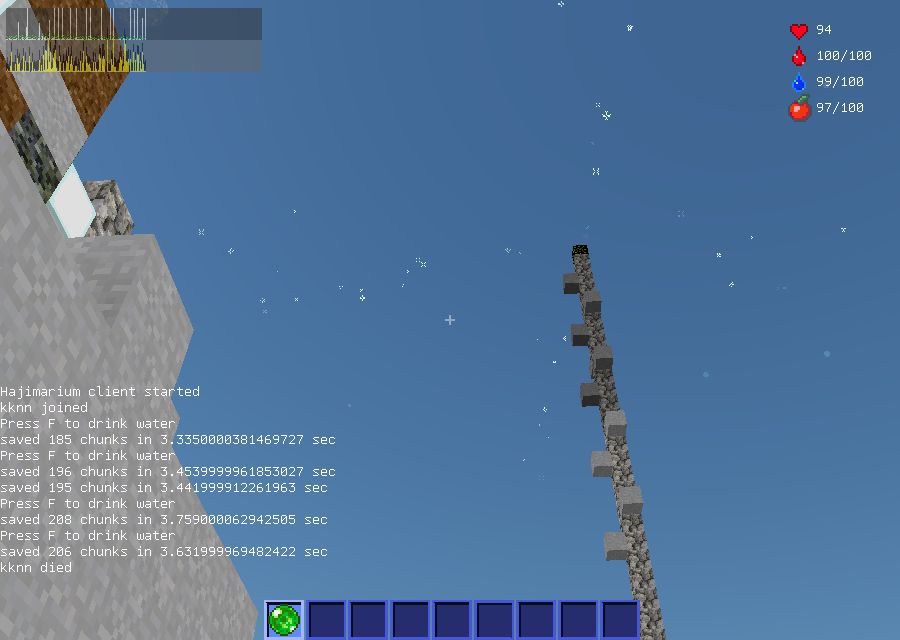 94
100/100
99/100
97/100
Hajimarium client started
kknn joined
Press F to drink water
saved 185 chunks in 3.3350000381469727 sec
Press F to drink water
saved 196 chunks in 3.4539999961853027 sec
saved 195 chunks in 3.441999912261963 sec
Press F to drink water
saved 208 chunks in 3.759000062942505 sec
Press F to drink water
saved 206 chunks in 3.631999969482422 sec
kknn died